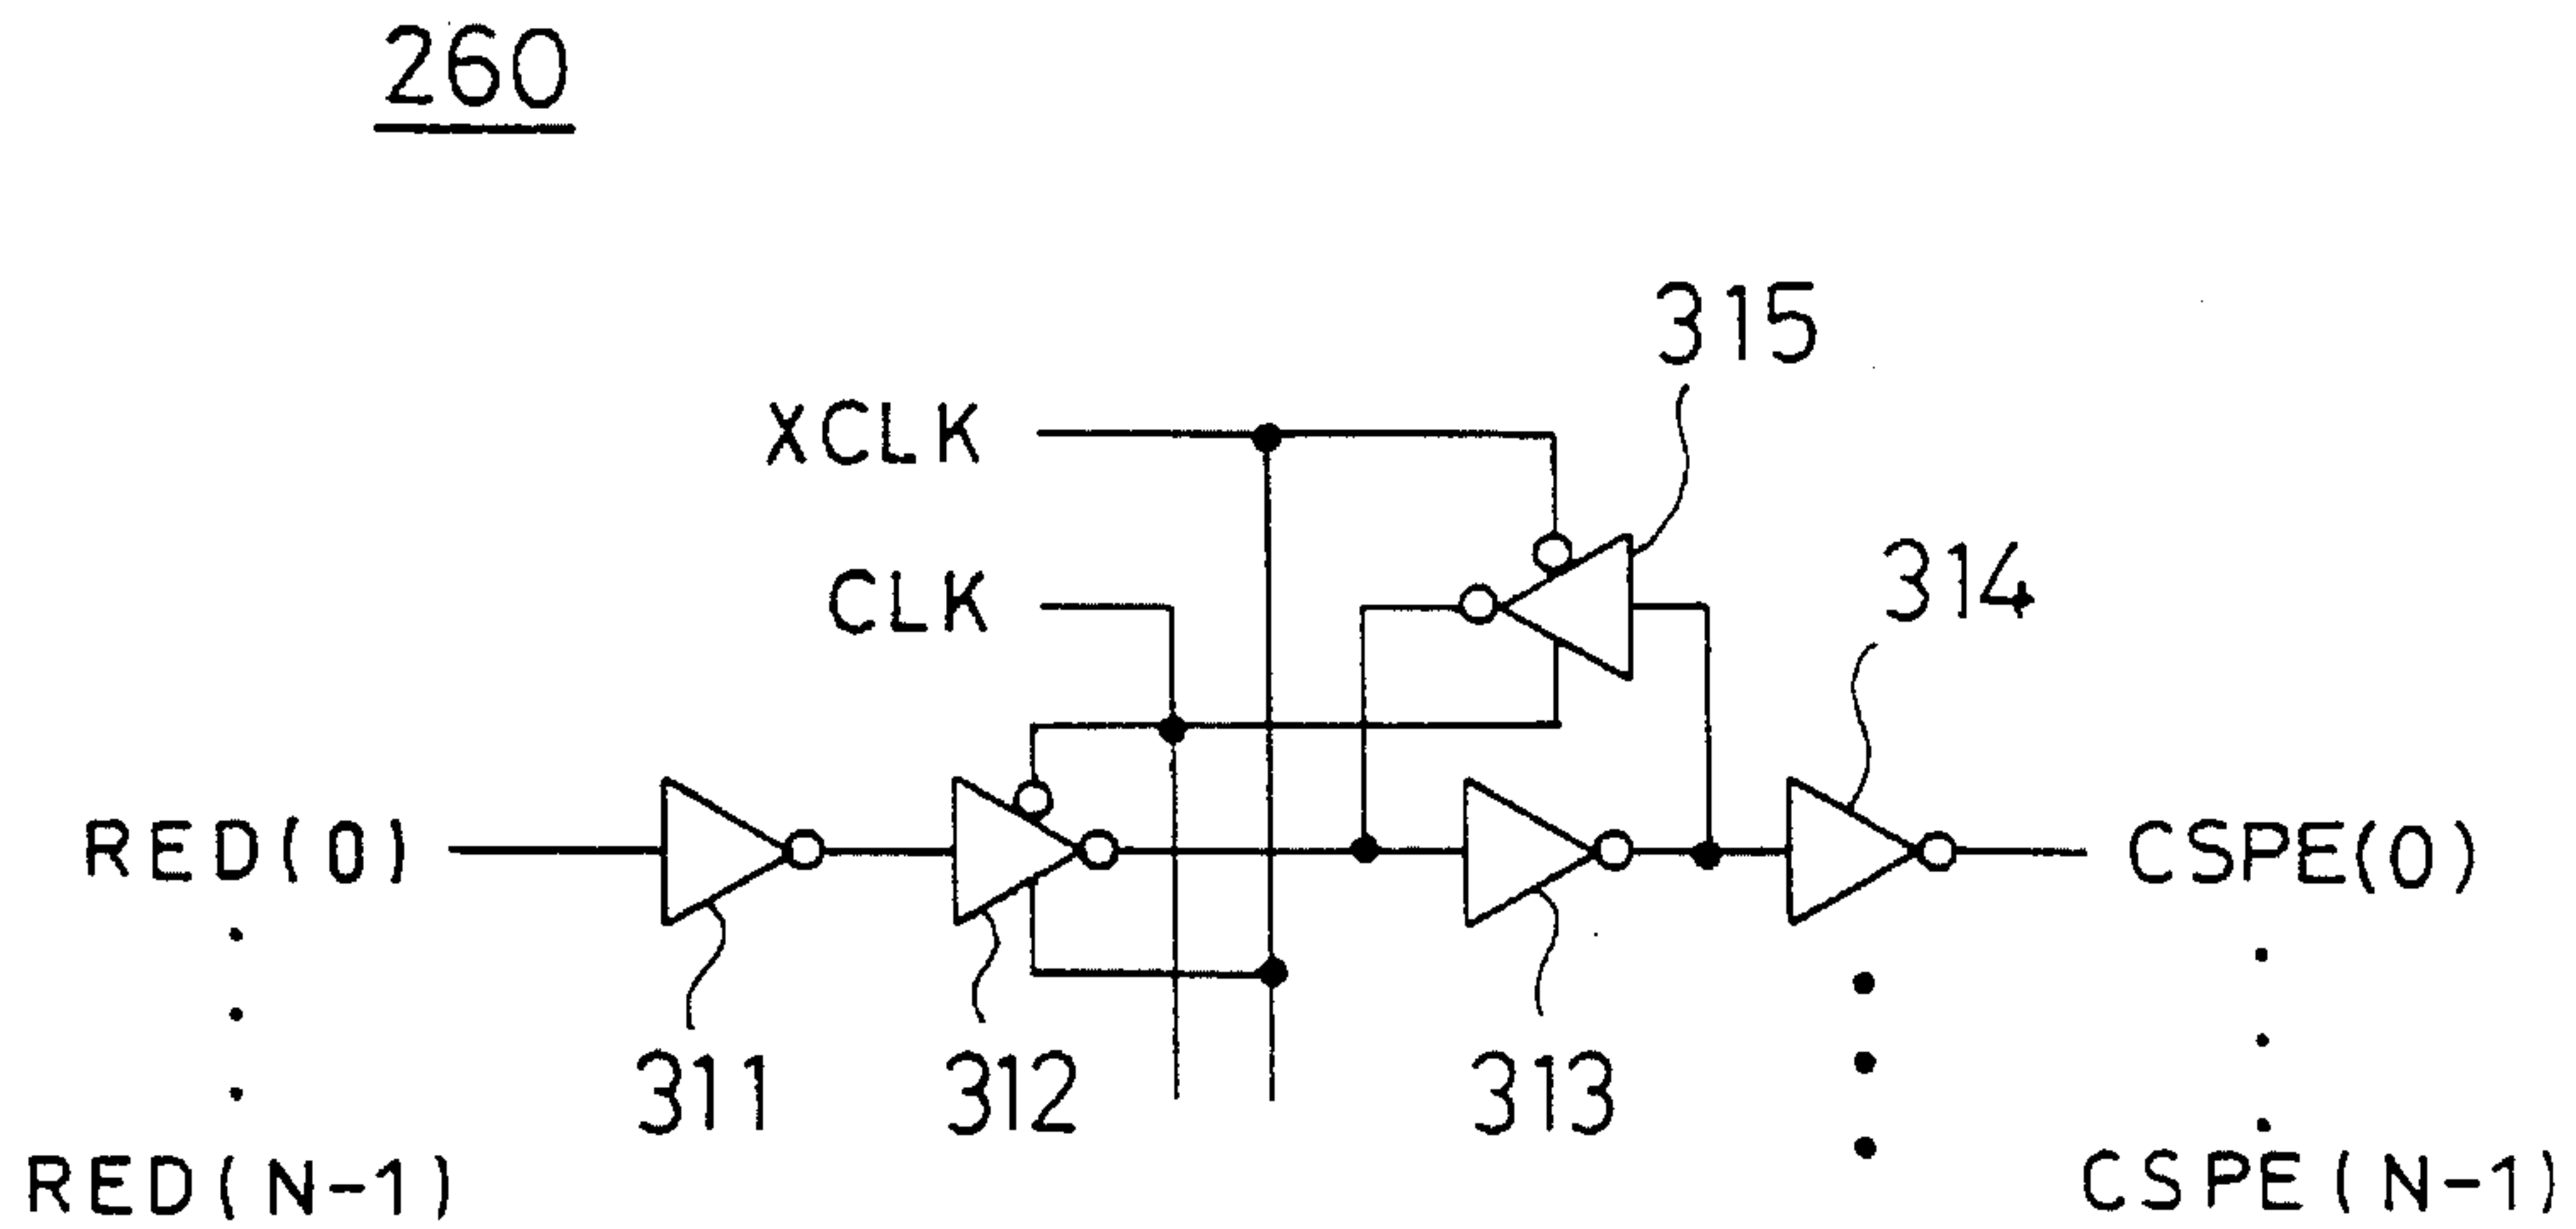 260
315
XCLK
314
CLK
RED(0)
CSPE(0)
311
312
313
RED(N-1)
CSPE(N-1)